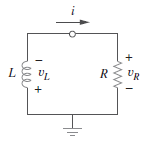 i
− +
L v_L R v_R
+ −